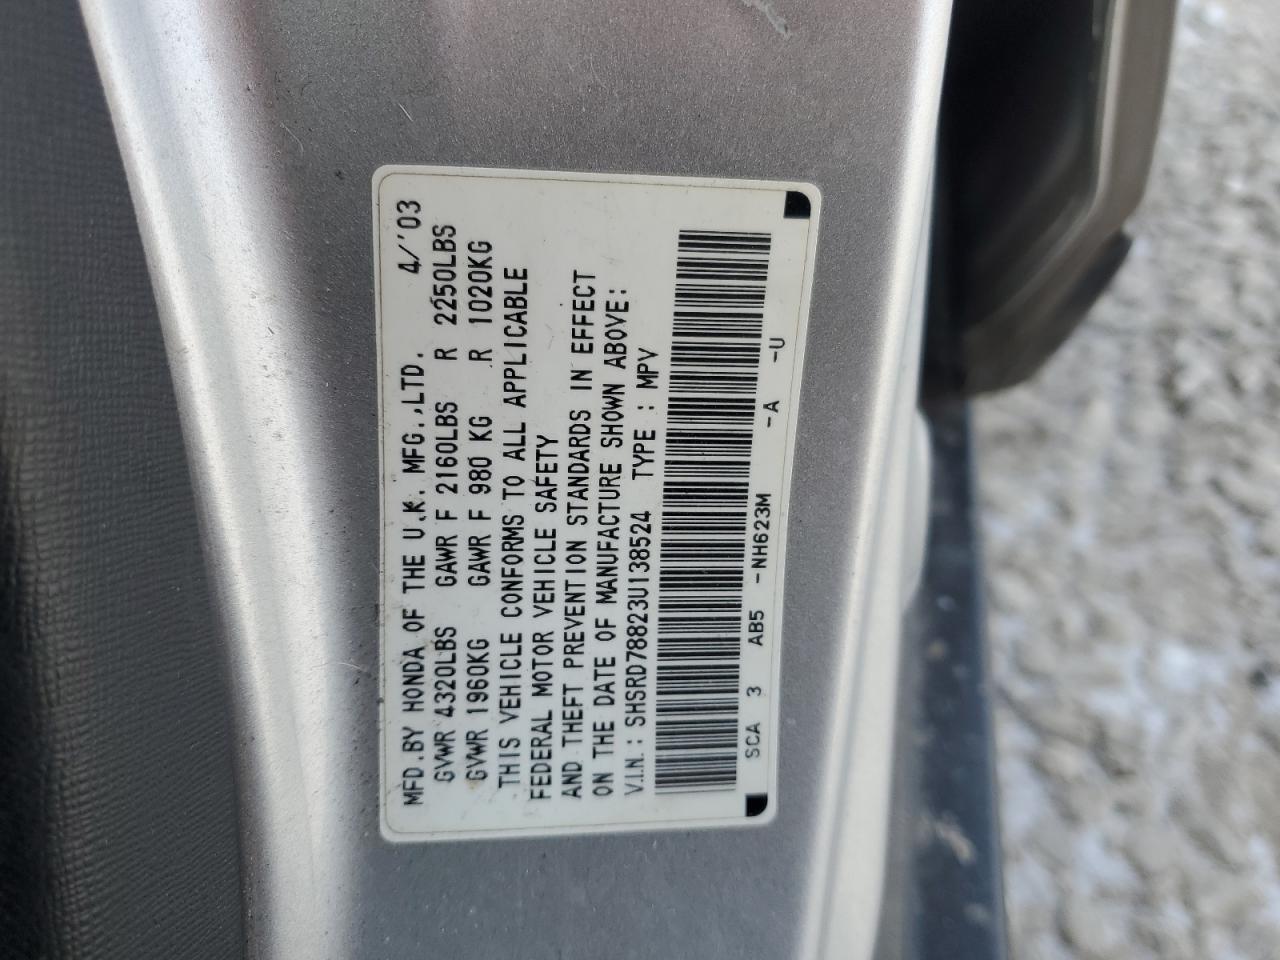 MFD.BY HONDA OF THE U.K. MFG.,LTD. 4/'03
GVWR 4320LBS GAWR F 2160LBS R 2250LBS
GVWR 1960KG GAWR F 980 KG R 1020KG
THIS VEHICLE CONFORMS TO ALL APPLICABLE
FEDERAL MOTOR VEHICLE SAFETY
AND THEFT PREVENTION STANDARDS IN EFFECT
ON THE DATE OF MANUFACTURE SHOWN ABOVE:
V.I.N.: SHSRD78823U138524 TYPE : MPV
SCA 3 AB5 -NH623M -A -U